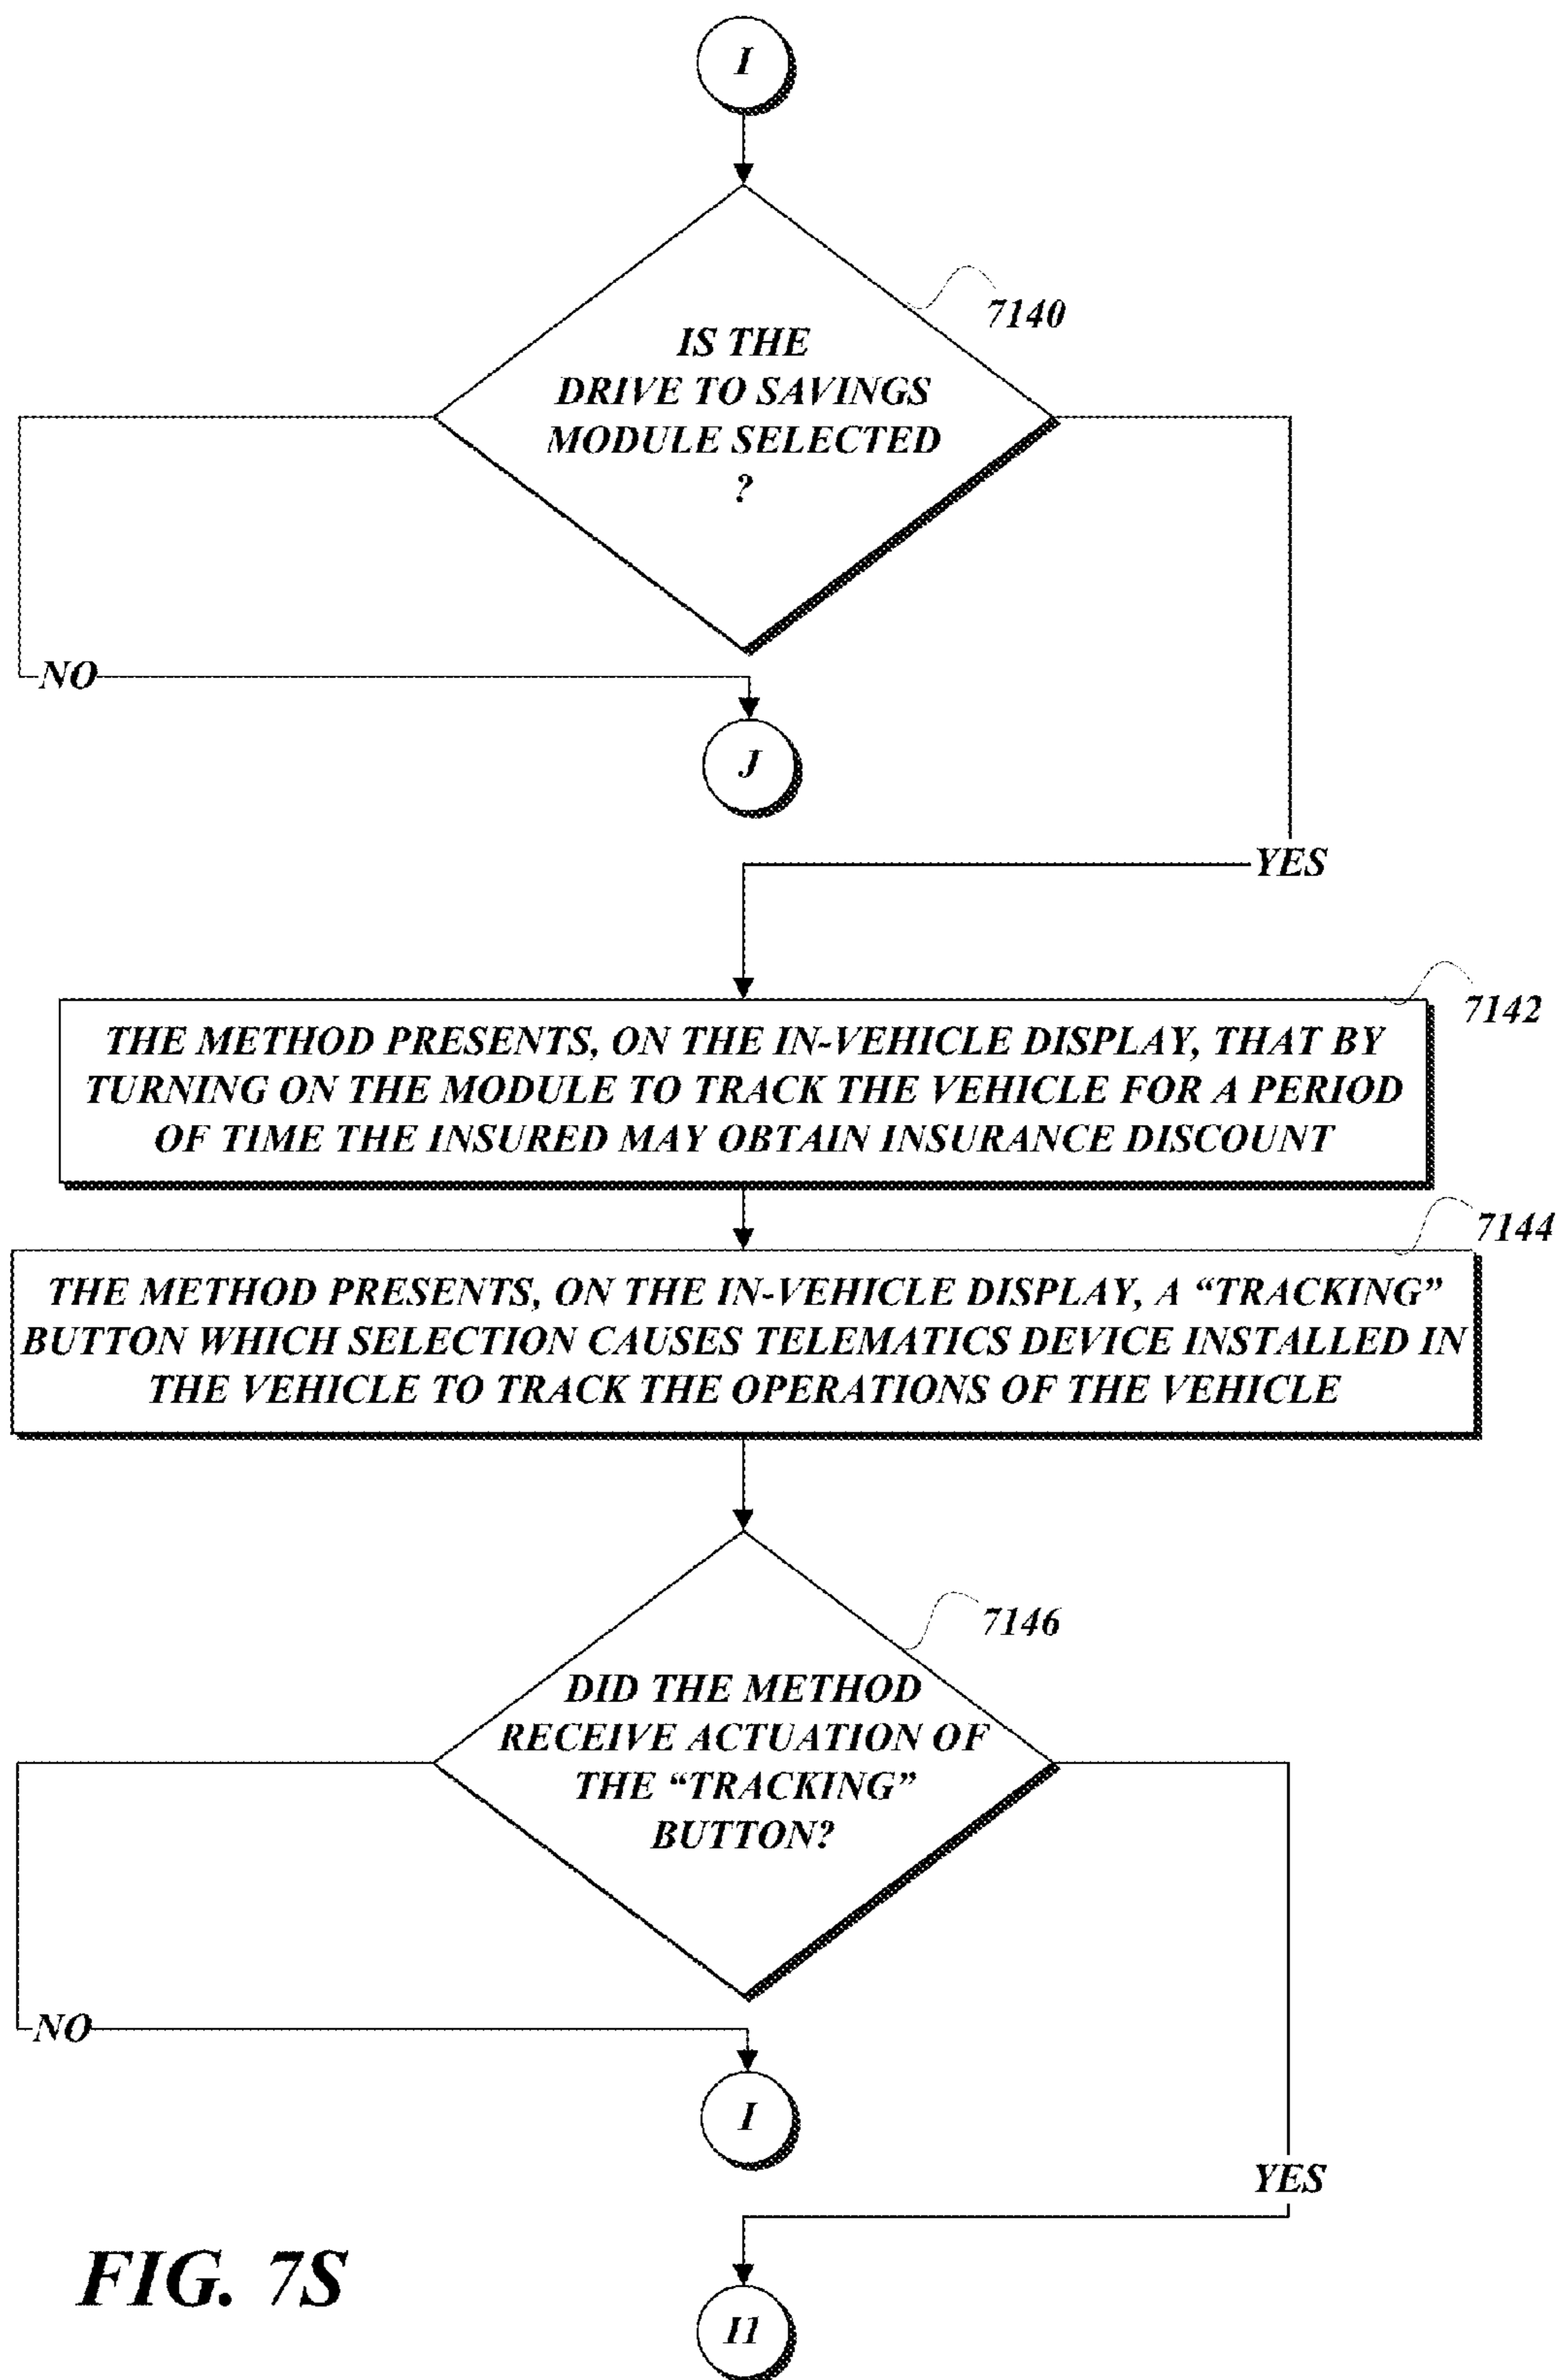 I
7140
IS THE
DRIVE TO SAVINGS
MODULE SELECTED
?
NO
J
YES
7142
THE METHOD PRESENTS, ON THE IN-VEHICLE DISPLAY, THAT BY
TURNING ON THE MODULE TO TRACK THE VEHICLE FOR A PERIOD
OF TIME THE INSURED MAY OBTAIN INSURANCE DISCOUNT
7144
THE METHOD PRESENTS, ON THE IN-VEHICLE DISPLAY, A “TRACKING”
BUTTON WHICH SELECTION CAUSES TELEMATICS DEVICE INSTALLED IN
THE VEHICLE TO TRACK THE OPERATIONS OF THE VEHICLE
7146
DID THE METHOD
RECEIVE ACTUATION OF
THE “TRACKING”
BUTTON?
NO
I
YES
I1
FIG. 7S